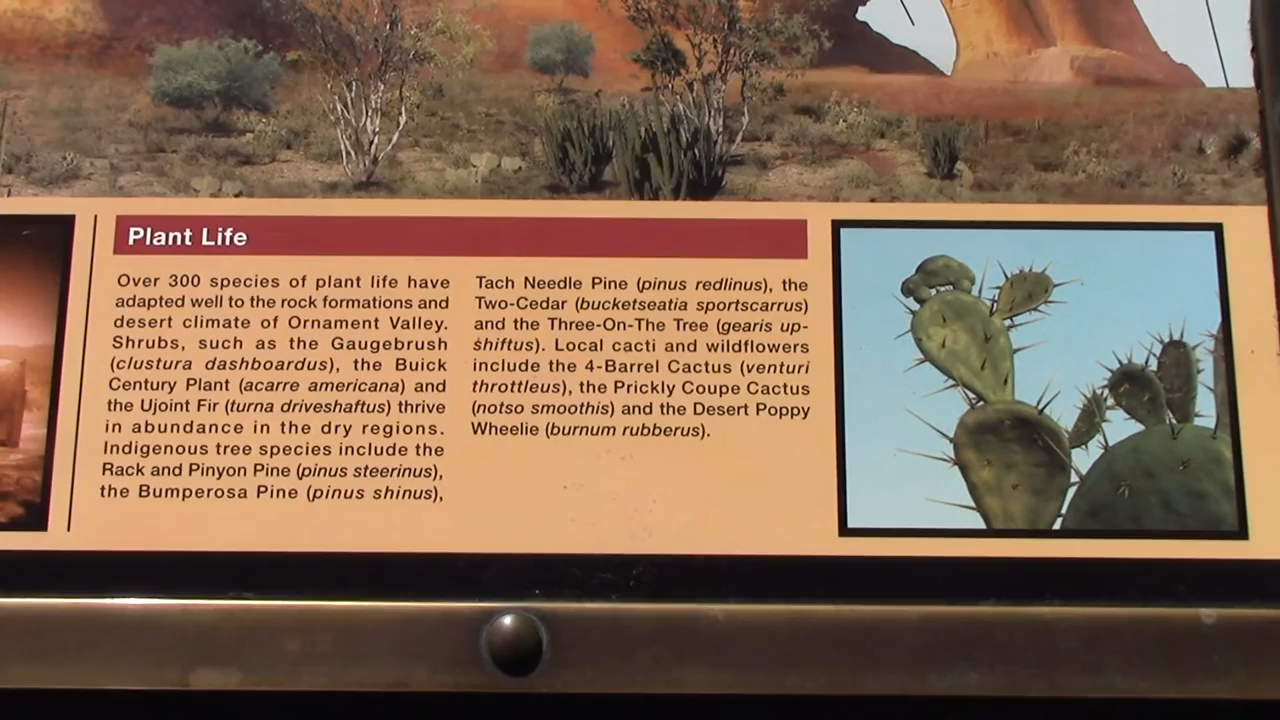 Plant Life
Over 300 species of plant life have
adapted well to the rock formations and
desert climate of Ornament Valley.
Shrubs, such as the Gaugebrush
(clustura dashboardus), the Buick
Century Plant (acarre americana) and
the Ujoint Fir (turna driveshaftus) thrive
in abundance in the dry regions.
Indigenous tree species include the
Rack and Pinyon Pine (pinus steerinus),
the Bumperosa Pine (pinus shinus),
Tach Needle Pine (pinus redlinus), the
Two-Cedar (bucketseatia sportscarrus)
and the Three-On-The Tree (gearis up-
shiftus). Local cacti and wildflowers
include the 4-Barrel Cactus (venturi
throttleus), the Prickly Coupe Cactus
(notso smoothis) and the Desert Poppy
Wheelie (burnum rubberus).